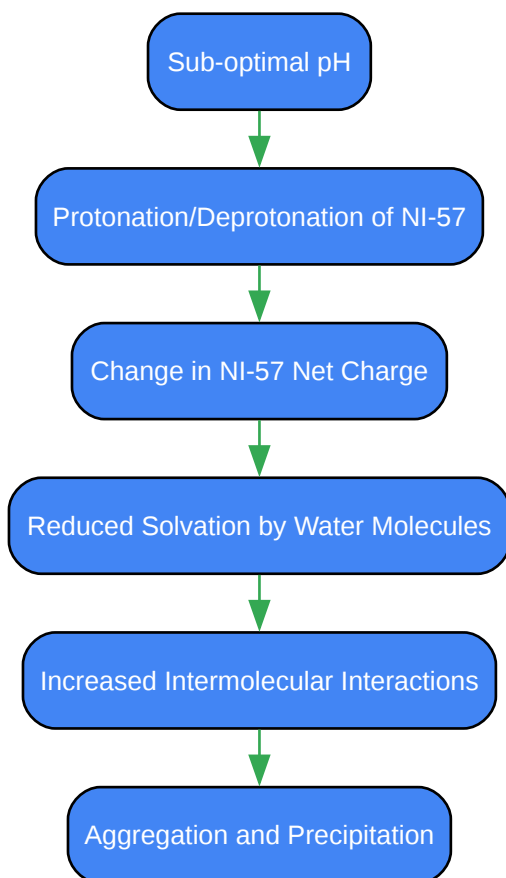 Sub-optimal pH
Protonation/Deprotonation of NI-57
Change in NI-57 Net Charge
Reduced Solvation by Water Molecules
Increased Intermolecular Interactions
Aggregation and Precipitation